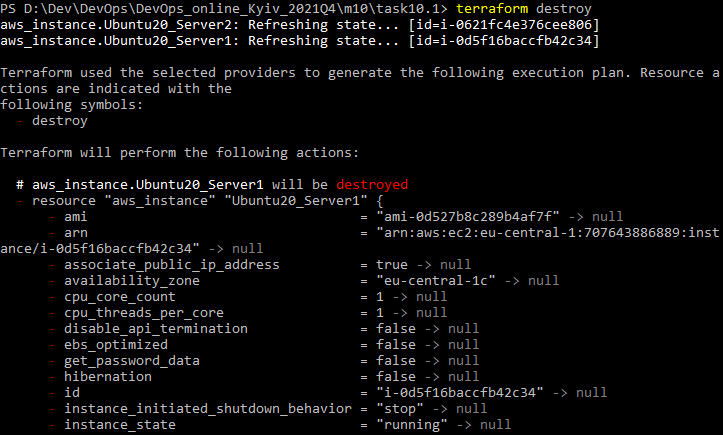 PS D:\Dev\DevOps\DevOps_online_Kyiv_2021Q4\m10\task10.1> terraform destroy
aws_instance.Ubuntu20_Server2: Refreshing state... [id=i-0621fc4e376cee806]
aws_instance.Ubuntu20_Server1: Refreshing state... [id=i-0d5f16baccfb42c34]
Terraform used the selected providers to generate the following execution plan. Resource a
ctions are indicated with the
following symbols:
  - destroy
Terraform will perform the following actions:
  # aws_instance.Ubuntu20_Server1 will be destroyed
  - resource "aws_instance" "Ubuntu20_Server1" {
      - ami                                  = "ami-0d527b8c289b4af7f" -> null
      - arn                                  = "arn:aws:ec2:eu-central-1:707643886889:inst
ance/i-0d5f16baccfb42c34" -> null
      - associate_public_ip_address          = true -> null
      - availability_zone                    = "eu-central-1c" -> null
      - cpu_core_count                       = 1 -> null
      - cpu_threads_per_core                 = 1 -> null
      - disable_api_termination              = false -> null
      - ebs_optimized                        = false -> null
      - get_password_data                    = false -> null
      - hibernation                          = false -> null
      - id                                   = "i-0d5f16baccfb42c34" -> null
      - instance_initiated_shutdown_behavior = "stop" -> null
      - instance_state                       = "running" -> null